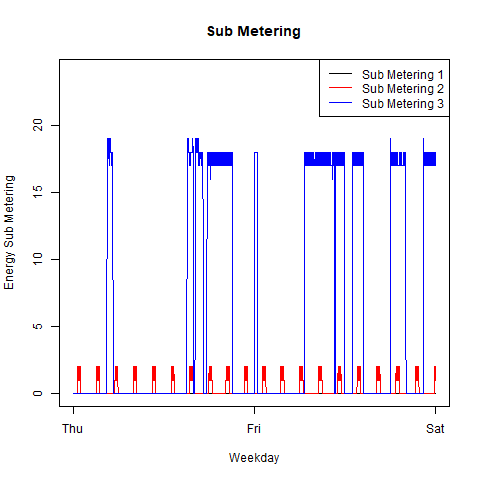 Sub Metering
Sub Metering 1
Sub Metering 2
Sub Metering 3
Energy Sub Metering
20
15
10
5
0
Thu Fri Sat
Weekday